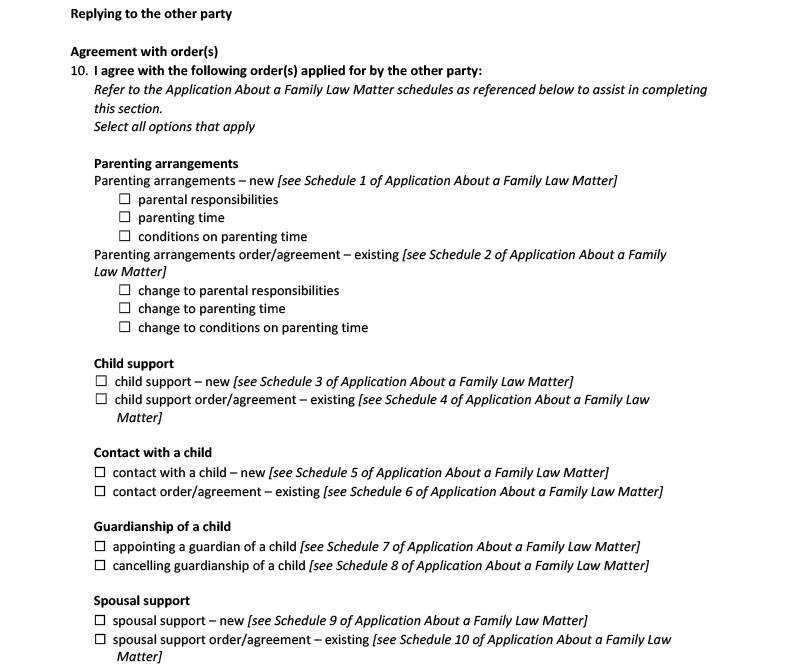 Replying to the other party
Agreement with order(s)
10. I agree with the following order(s) applied for by the other party:
Refer to the Application About a Family Law Matter schedules as referenced below to assist in completing
this section.
Select all options that apply
Parenting arrangements
Parenting arrangements – new [see Schedule 1 of Application About a Family Law Matter]
☐ parental responsibilities
☐ parenting time
☐ conditions on parenting time
Parenting arrangements order/agreement – existing [see Schedule 2 of Application About a Family
Law Matter]
☐ change to parental responsibilities
☐ change to parenting time
☐ change to conditions on parenting time
Child support
☐ child support – new [see Schedule 3 of Application About a Family Law Matter]
☐ child support order/agreement – existing [see Schedule 4 of Application About a Family Law
Matter]
Contact with a child
☐ contact with a child – new [see Schedule 5 of Application About a Family Law Matter]
☐ contact order/agreement – existing [see Schedule 6 of Application About a Family Law Matter]
Guardianship of a child
☐ appointing a guardian of a child [see Schedule 7 of Application About a Family Law Matter]
☐ cancelling guardianship of a child [see Schedule 8 of Application About a Family Law Matter]
Spousal support
☐ spousal support – new [see Schedule 9 of Application About a Family Law Matter]
☐ spousal support order/agreement – existing [see Schedule 10 of Application About a Family Law
Matter]